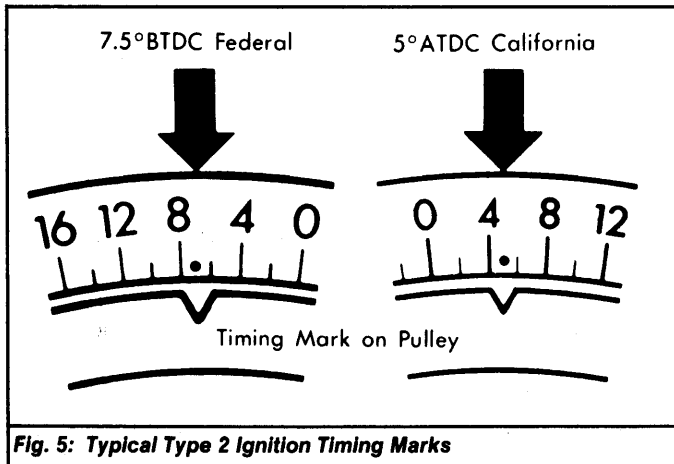 7.5°BTDC Federal 5°ATDC California
16 12 8 4 0 0 4 8 12
Timing Mark on Pulley
Fig. 5: Typical Type 2 Ignition Timing Marks